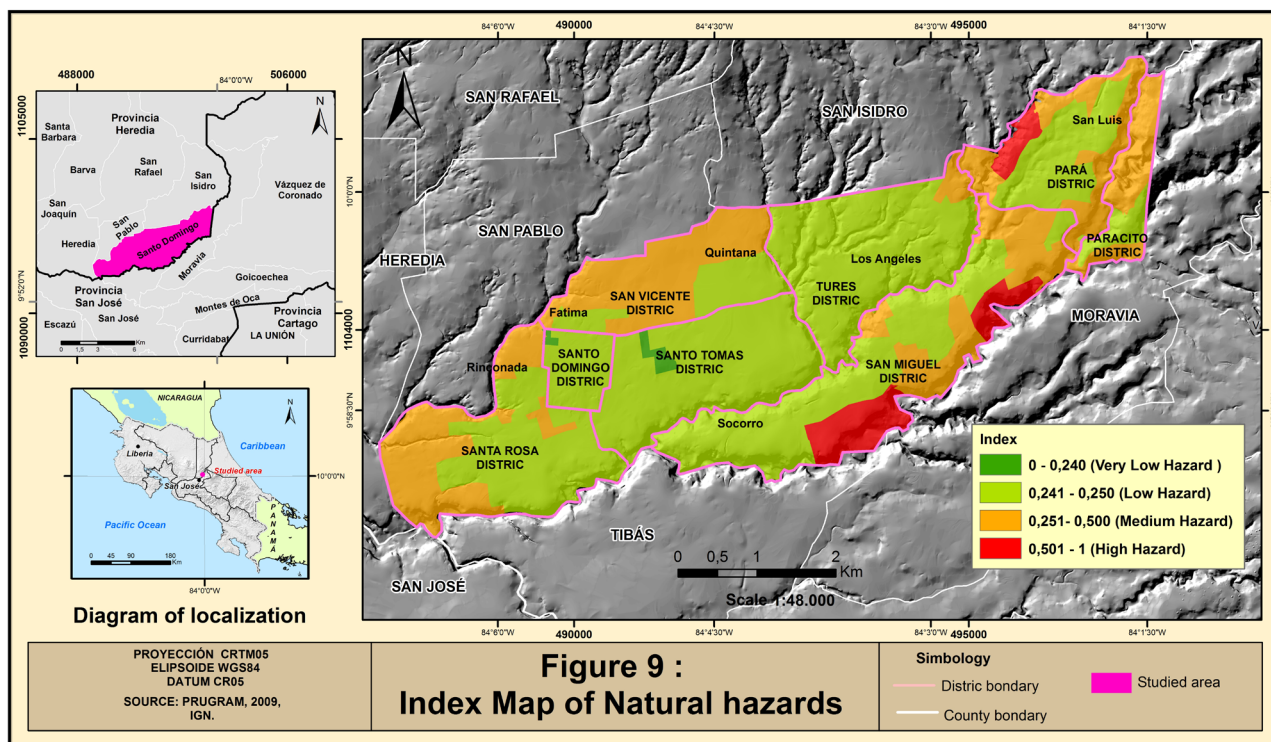 488000
84°0'0"W
506000
1105000
9°52'0"N
1090000
N
Santa
Barbara
Provincia
Heredia
Barva
San
Rafael
San
Isidro
Vázquez de
Coronado
San
Joaquín
San
Pablo
Santo Domingo
Heredia
Moravia
Goicoechea
Provincia
San José
Montes de Oca
Provincia
Cartago
San José
Escazú
LA UNIÓN
Curridabat
0 1,5 3 6
Km
NICARAGUA
N
Caribbean
Liberia
Studied area
San José
10°0'0"N
Pacific Ocean
PANAMÁ
0 45 90 180
Km
84°0'0"W
Diagram of localization
84°6'0"W
490000
84°4'30"W
84°3'0"W
495000
84°1'30"W
10°0'0"N
1104000
9°58'30"N
N
SAN RAFAEL
SAN ISIDRO
San Luis
PARÁ
DISTRIC
SAN PABLO
HEREDIA
Quintana
Los Angeles
PARACITO
DISTRIC
TURES
DISTRIC
SAN VICENTE
DISTRIC
Fatima
MORAVIA
SANTO
DOMINGO
DISTRIC
SANTO TOMAS
DISTRIC
Rinconada
SAN MIGUEL
DISTRIC
Socorro
SANTA ROSA
DISTRIC
TIBÁS
SAN JOSÉ
0 0,5 1 2
Km
Scale 1:48.000
Index
0 - 0,240 (Very Low Hazard )
0,241 - 0,250 (Low Hazard)
0,251- 0,500 (Medium Hazard)
0,501 - 1 (High Hazard)
84°6'0"W
490000
84°4'30"W
84°3'0"W
495000
84°1'30"W
PROYECCIÓN CRTM05
ELIPSOIDE WGS84
DATUM CR05
SOURCE: PRUGRAM, 2009,
IGN.
Figure 9 :
Index Map of Natural hazards
Simbology
Distric bondary
County bondary
Studied area